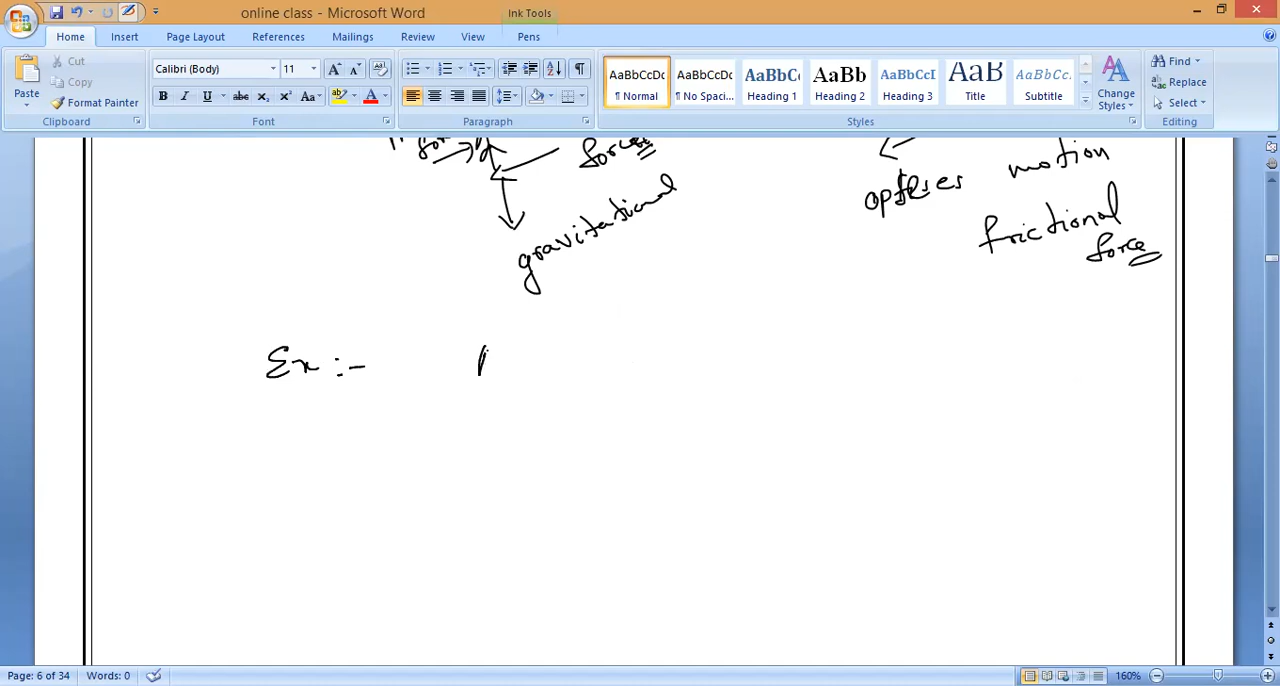 online class - Microsoft Word
Ink Tools
Home Insert Page Layout References Mailings Review View Pens
Paste
Cut
Copy
Format Painter
Clipboard
Calibri (Body) 11
Font
Paragraph
AaBbCcDc AaBbCcDc AaBbC AaBb AaBbCcI AaB AaBbCc.
¶ Normal ¶ No Spaci... Heading 1 Heading 2 Heading 3 Title Subtitle
Styles
Change Styles
Find
Replace
Select
Editing
forces
motion
gravitational
frictional
force
Ex :-
Page: 6 of 34 Words: 0 160%